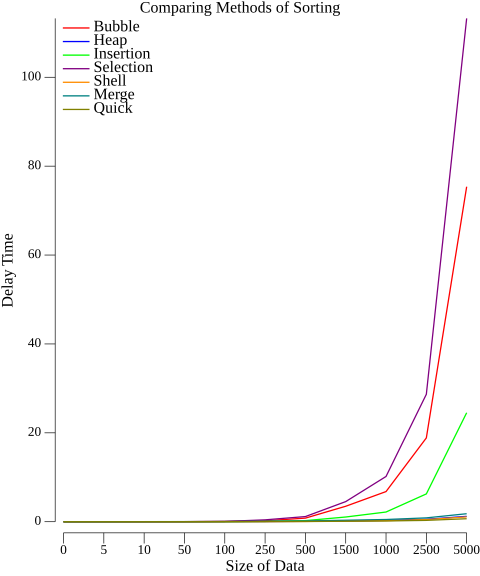 Comparing Methods of Sorting
Bubble
Heap
Insertion
Selection
Shell
Merge
Quick
100
80
60
40
20
0
Delay Time
0 5 10 50 100 250 500 1500 1000 2500 5000
Size of Data